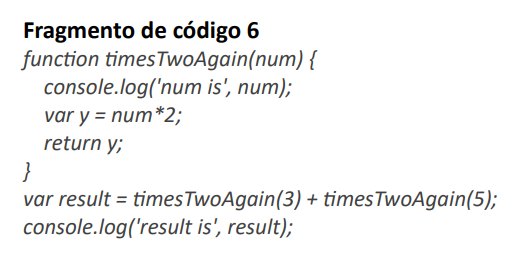 Fragmento de código 6
function timesTwoAgain(num) {
console.log('num is', num);
var y = num*2;
return y;
}
var result = timesTwoAgain(3) + timesTwoAgain(5);
console.log('result is', result);